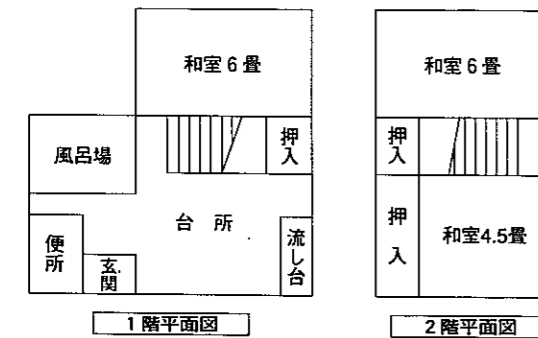 和室6畳
風呂場
押入
台所
便所
玄関
流し台
1階平面図
和室6畳
押入
押入
和室4.5畳
2階平面図